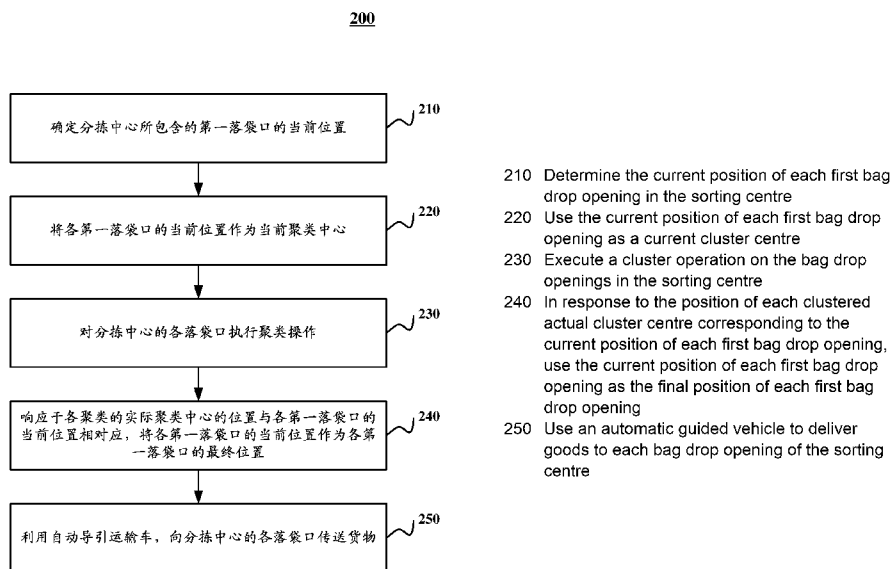 200
确定分拣中心所包含的第一落袋口的当前位置
210
将各第一落袋口的当前位置作为当前聚类中心
220
对分拣中心的各落袋口执行聚类操作
230
响应于各聚类的实际聚类中心的位置与各第一落袋口的
当前位置相对应，将各第一落袋口的当前位置作为各第
一落袋口的最终位置
240
利用自动导引运输车，向分拣中心的各落袋口传送货物
250
210 Determine the current position of each first bag
drop opening in the sorting centre
220 Use the current position of each first bag drop
opening as a current cluster centre
230 Execute a cluster operation on the bag drop
openings in the sorting centre
240 In response to the position of each clustered
actual cluster centre corresponding to the
current position of each first bag drop opening,
use the current position of each first bag drop
opening as the final position of each first bag
drop opening
250 Use an automatic guided vehicle to deliver
goods to each bag drop opening of the sorting
centre